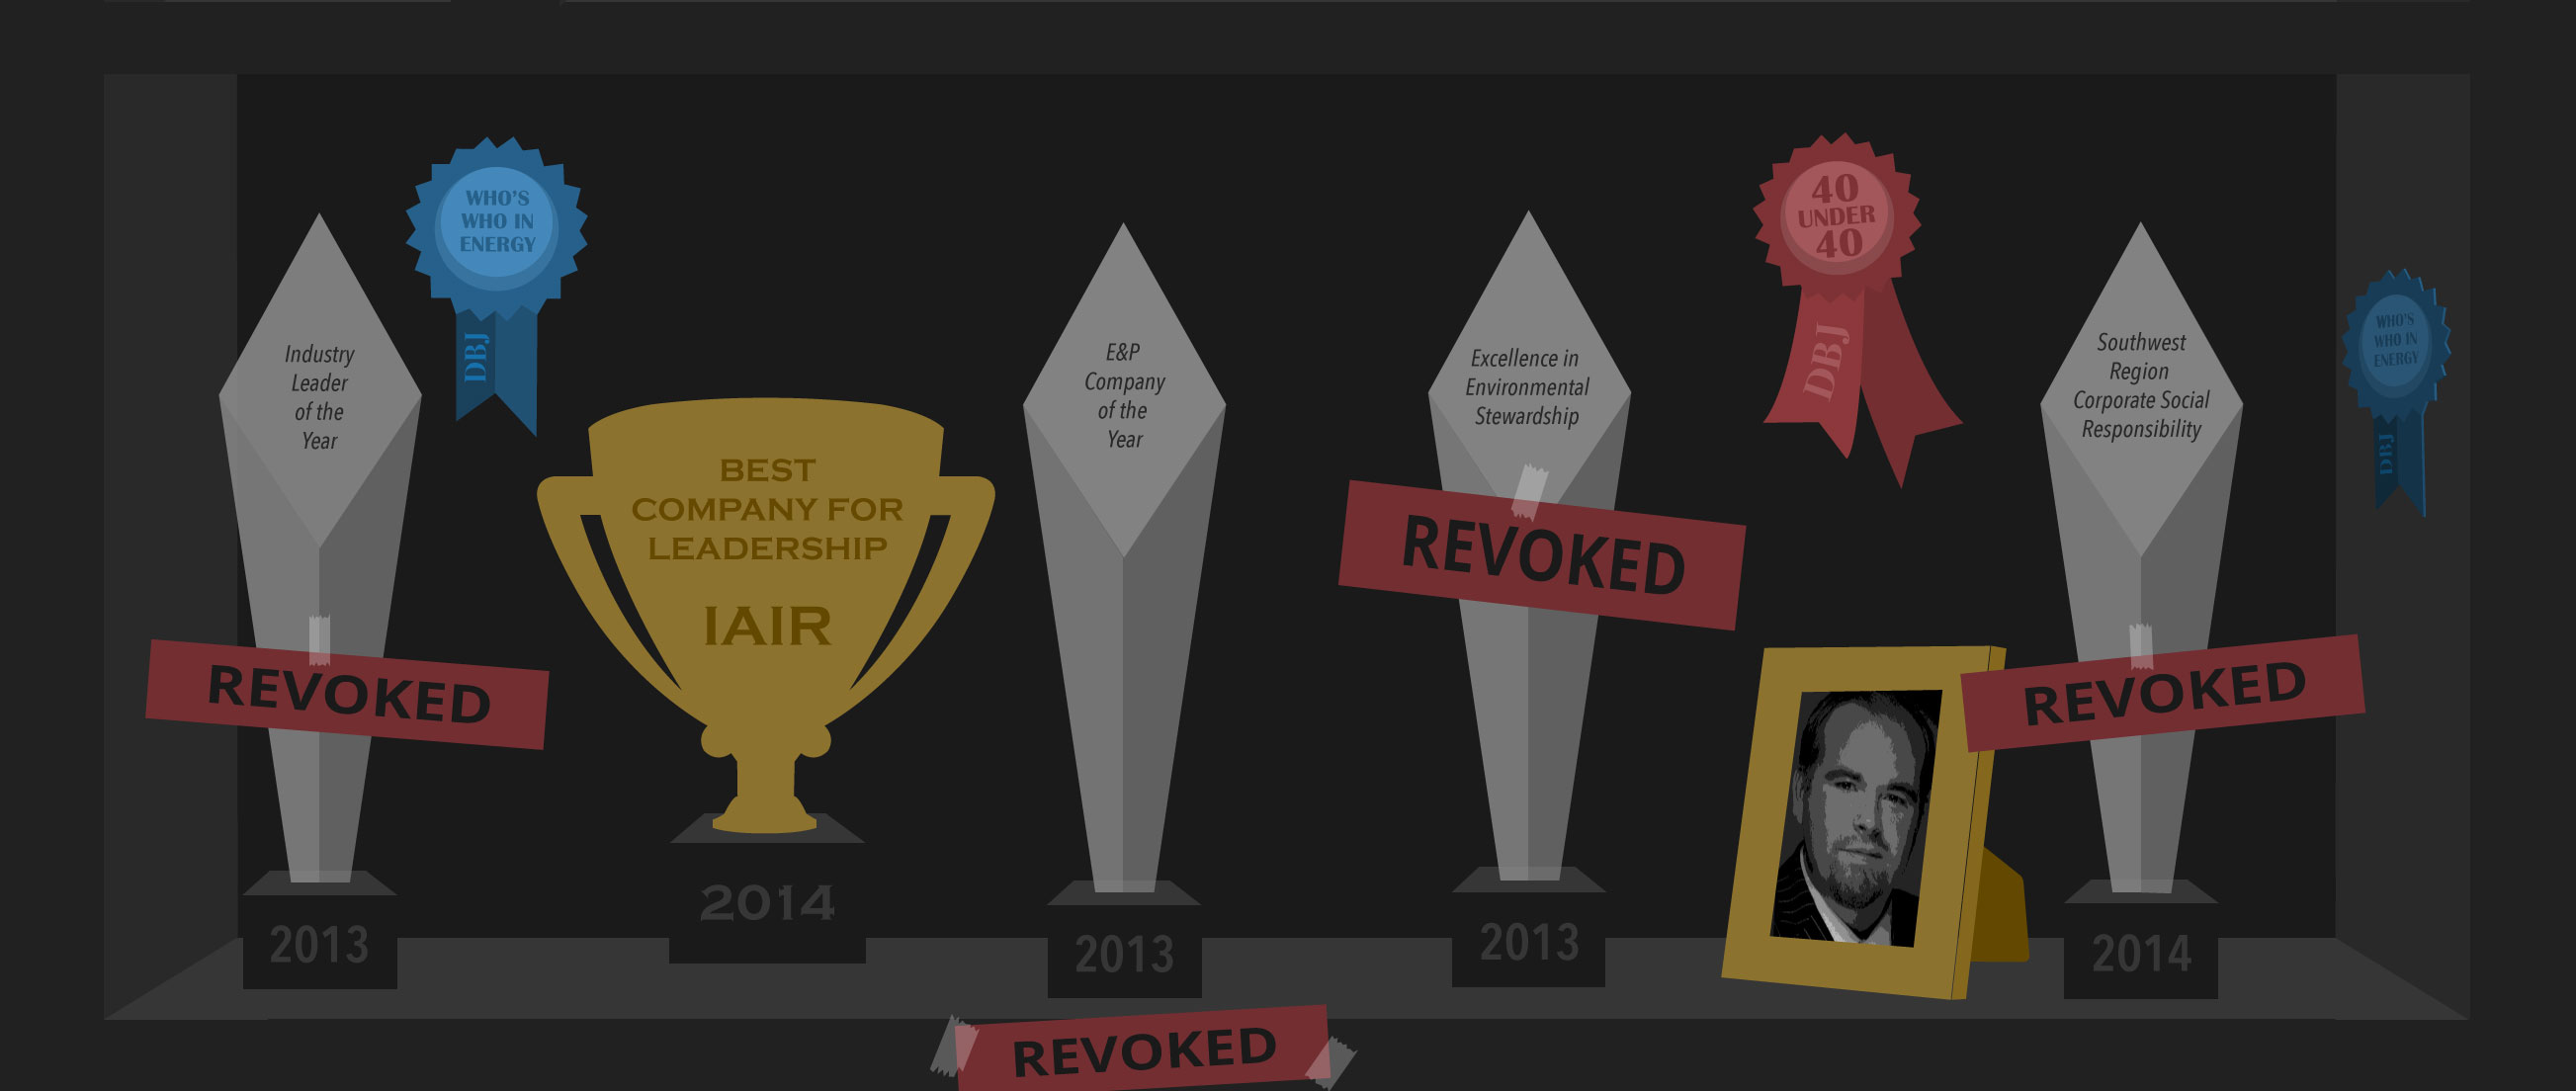 Industry
Leader
of the
Year
REVOKED
2013
WHO'S
WHO IN
ENERGY
DBJ
BEST
COMPANY FOR
LEADERSHIP
IAIR
2014
E&P
Company
of the
Year
2013
REVOKED
Excellence in
Environmental
Stewardship
REVOKED
2013
40
UNDER
40
DBJ
Southwest
Region
Corporate Social
Responsibility
REVOKED
2014
WHO'S
WHO IN
ENERGY
DBJ